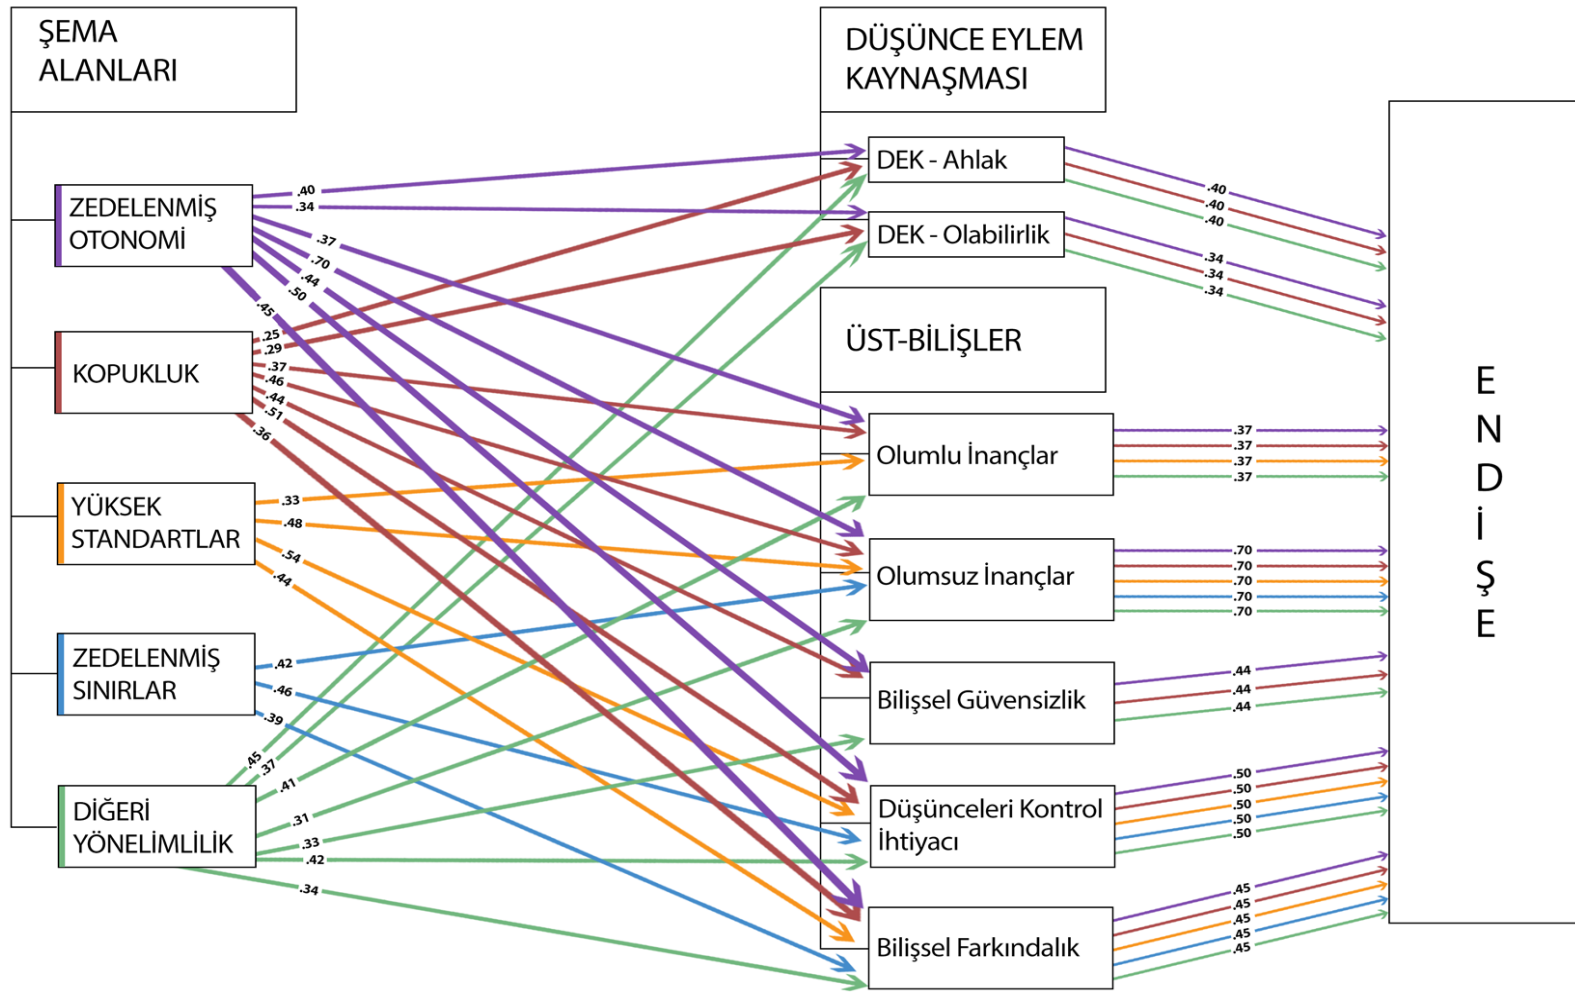 ŞEMA
ALANLARI
ZEDELENMİŞ
OTONOMİ
KOPUKLUK
YÜKSEK
STANDARTLAR
ZEDELENMİŞ
SINIRLAR
DİĞERİ
YÖNELİMLİLİK
.40
.34
.37
.70
.44
.50
.45
.25
.29
.37
.46
.44
.51
.36
.33
.48
.54
.44
.42
.46
.39
.45
.37
.41
.31
.33
.42
.34
DÜŞÜNCE EYLEM
KAYNAŞMASI
DEK - Ahlak
DEK - Olabilirlik
ÜST-BİLİŞLER
Olumlu İnançlar
Olumsuz İnançlar
Bilişsel Güvensizlik
Düşünceleri Kontrol
İhtiyacı
Bilişsel Farkındalık
.40
.40
.40
.34
.34
.34
.37
.37
.37
.37
.70
.70
.70
.70
.70
.44
.44
.44
.50
.50
.50
.50
.50
.45
.45
.45
.45
.45
E
N
D
İ
Ş
E